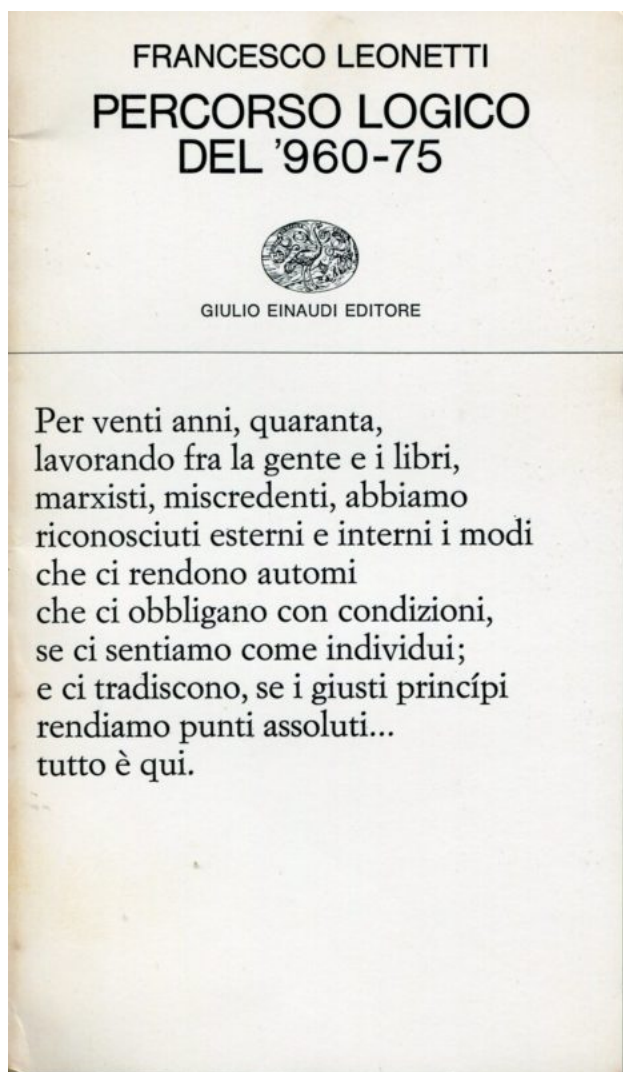 FRANCESCO LEONETTI
PERCORSO LOGICO
DEL ’960-75
GIULIO EINAUDI EDITORE
Per venti anni, quaranta,
lavorando fra la gente e i libri,
marxisti, miscredenti, abbiamo
riconosciuti esterni e interni i modi
che ci rendono automi
che ci obbligano con condizioni,
se ci sentiamo come individui;
e ci tradiscono, se i giusti princípi
rendiamo punti assoluti...
tutto è qui.